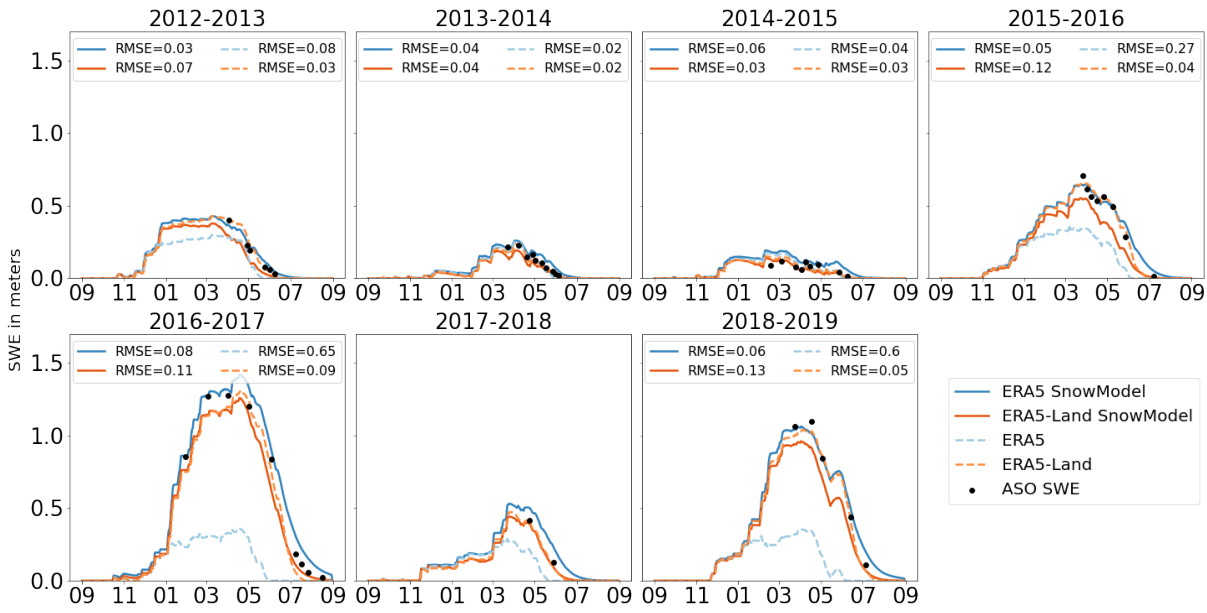 2012-2013
2013-2014
2014-2015
2015-2016
RMSE=0.03 RMSE=0.08
RMSE=0.07 RMSE=0.03
RMSE=0.04 RMSE=0.02
RMSE=0.04 RMSE=0.02
RMSE=0.06 RMSE=0.04
RMSE=0.03 RMSE=0.03
RMSE=0.05 RMSE=0.27
RMSE=0.12 RMSE=0.04
1.5
1.0
0.5
0.0
09 11 01 03 05 07 09
09 11 01 03 05 07 09
09 11 01 03 05 07 09
09 11 01 03 05 07 09
SWE in meters
2016-2017
2017-2018
2018-2019
RMSE=0.08 RMSE=0.65
RMSE=0.11 RMSE=0.09
RMSE=0.06 RMSE=0.6
RMSE=0.13 RMSE=0.05
1.5
1.0
0.5
0.0
09 11 01 03 05 07 09
09 11 01 03 05 07 09
09 11 01 03 05 07 09
ERA5 SnowModel
ERA5-Land SnowModel
ERA5
ERA5-Land
ASO SWE